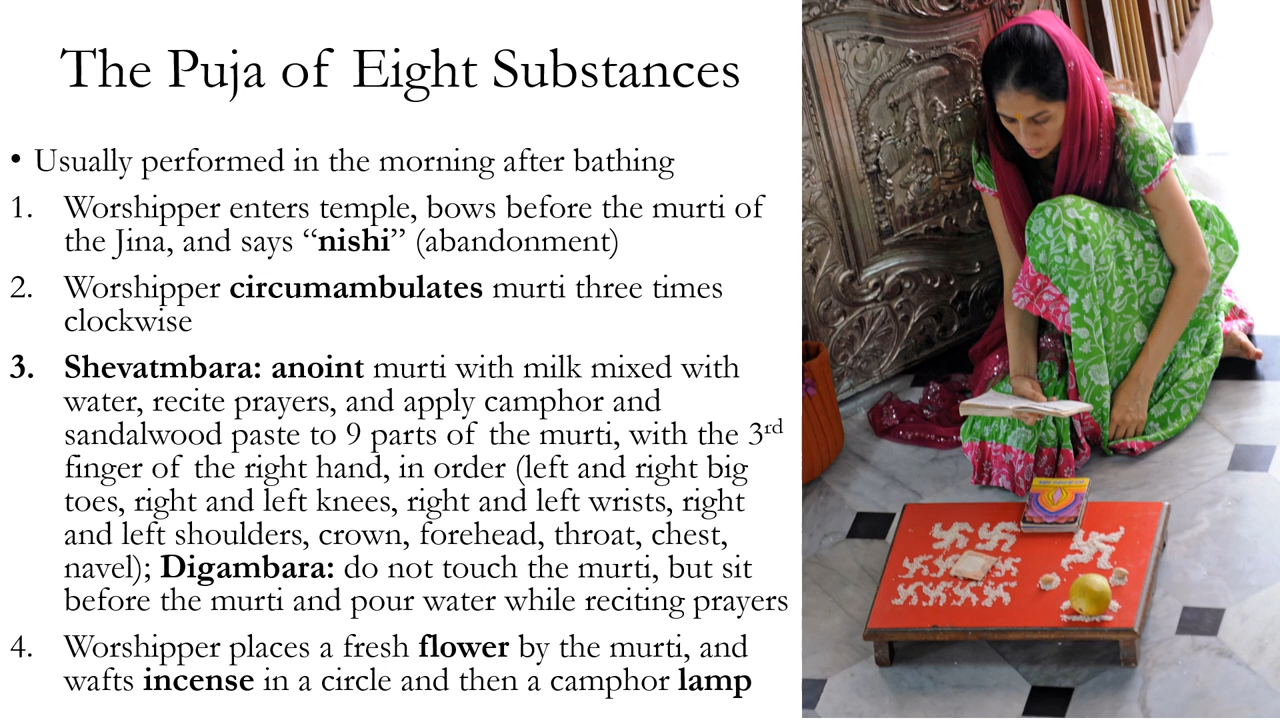 The Puja of Eight Substances
• Usually performed in the morning after bathing
1. Worshipper enters temple, bows before the murti of
the Jina, and says “nishi” (abandonment)
2. Worshipper circumambulates murti three times
clockwise
3. Shevatmbara: anoint murti with milk mixed with
water, recite prayers, and apply camphor and
sandalwood paste to 9 parts of the murti, with the 3rd
finger of the right hand, in order (left and right big
toes, right and left knees, right and left wrists, right
and left shoulders, crown, forehead, throat, chest,
navel); Digambara: do not touch the murti, but sit
before the murti and pour water while reciting prayers
4. Worshipper places a fresh flower by the murti, and
wafts incense in a circle and then a camphor lamp